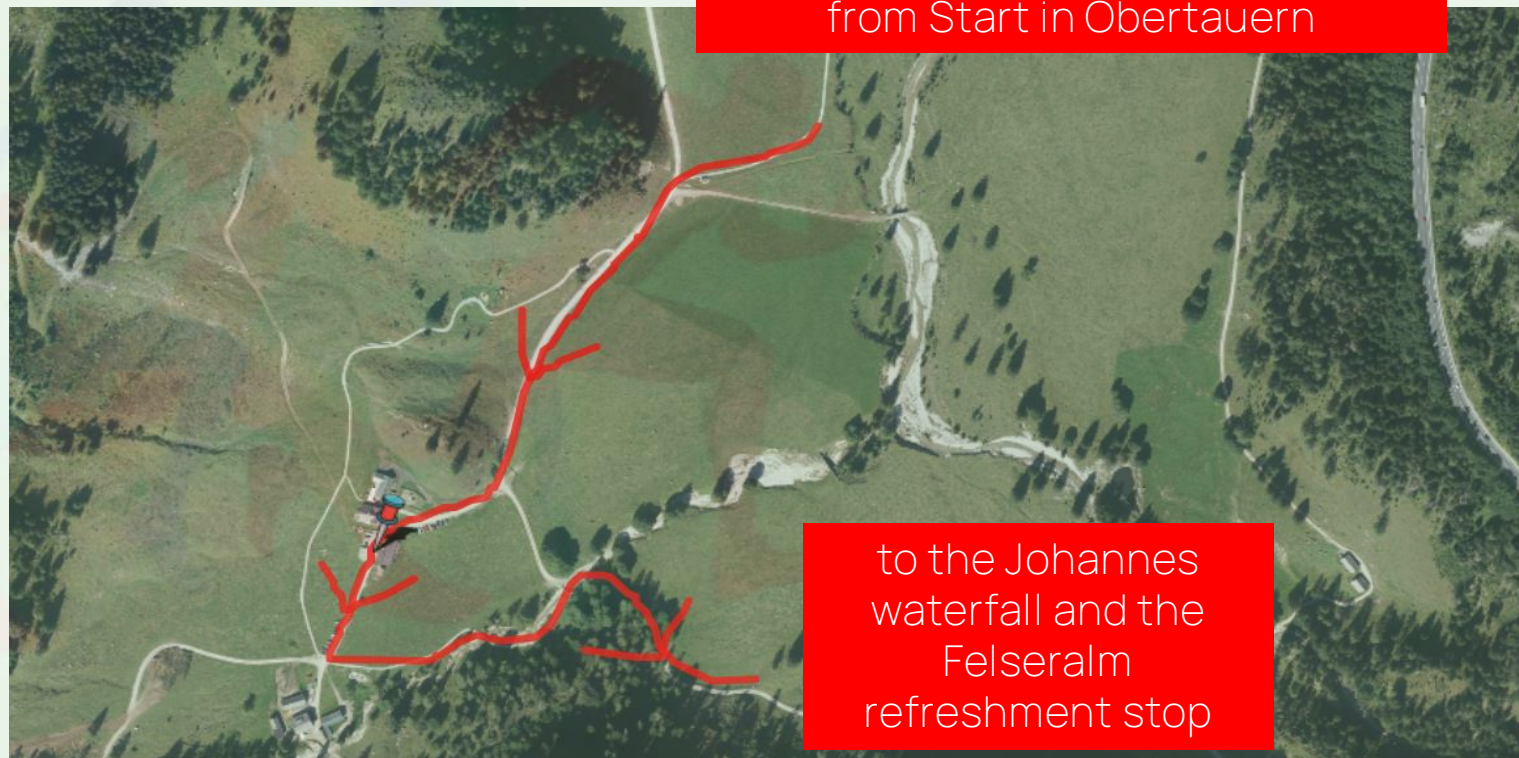 from Start in Obertauern
to the Johannes
waterfall and the
Felseralm
refreshment stop